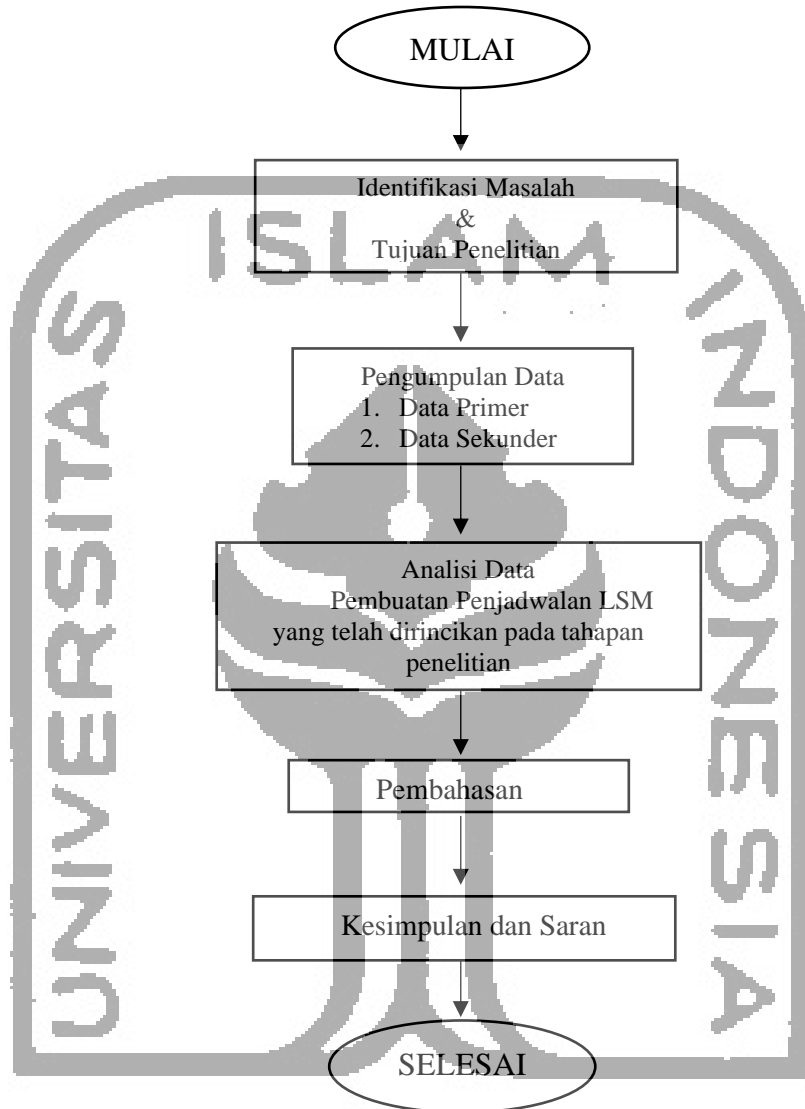 MULAI
Identifikasi Masalah
&
Tujuan Penelitian
Pengumpulan Data
1. Data Primer
2. Data Sekunder
Analisi Data
Pembuatan Penjadwalan LSM
yang telah dirincikan pada tahapan
penelitian
Pembahasan
Kesimpulan dan Saran
SELESAI
UNIVERSITAS
ISLAM
INDONESIA